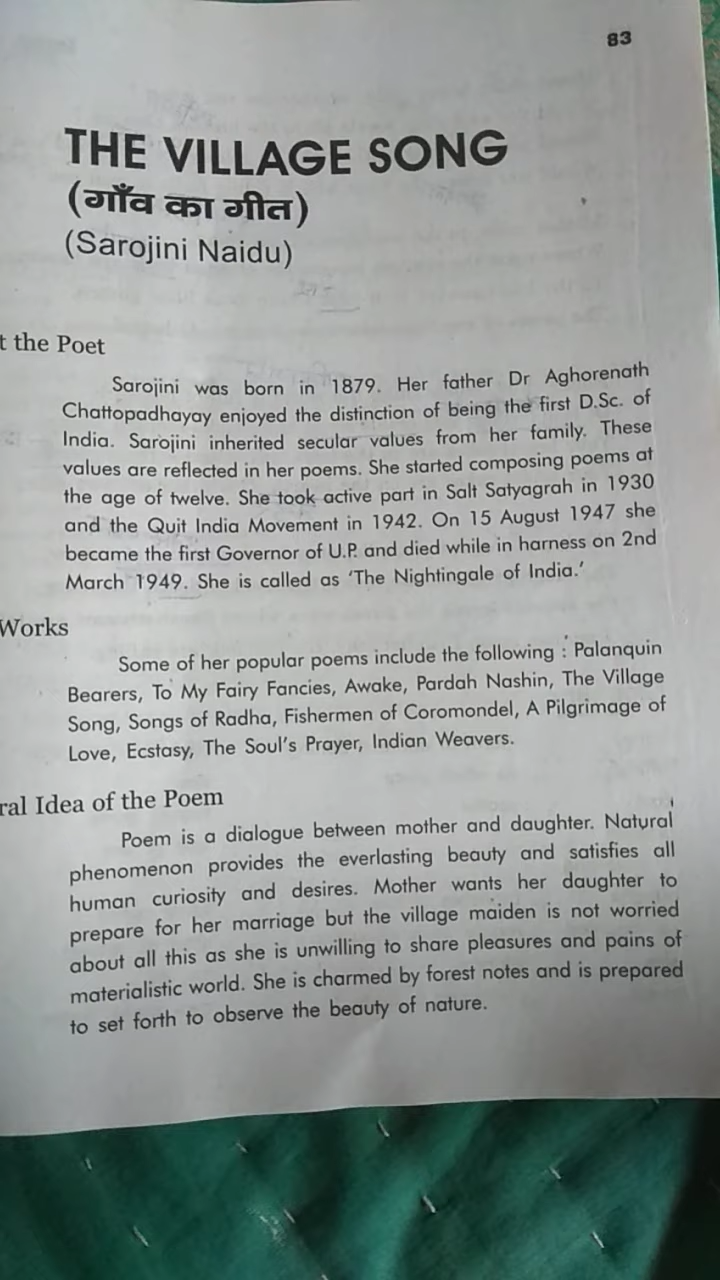 83
THE VILLAGE SONG
(गाँव का गीत)
(Sarojini Naidu)
t the Poet
Sarojini was born in 1879. Her father Dr Aghorenath
Chattopadhayay enjoyed the distinction of being the first D.Sc. of
India. Sarojini inherited secular values from her family. These
values are reflected in her poems. She started composing poems at
the age of twelve. She took active part in Salt Satyagrah in 1930
and the Quit India Movement in 1942. On 15 August 1947 she
became the first Governor of U.P. and died while in harness on 2nd
March 1949. She is called as ‘The Nightingale of India.’
Works
Some of her popular poems include the following : Palanquin
Bearers, To My Fairy Fancies, Awake, Pardah Nashin, The Village
Song, Songs of Radha, Fishermen of Coromondel, A Pilgrimage of
Love, Ecstasy, The Soul’s Prayer, Indian Weavers.
ral Idea of the Poem
Poem is a dialogue between mother and daughter. Natural
phenomenon provides the everlasting beauty and satisfies all
human curiosity and desires. Mother wants her daughter to
prepare for her marriage but the village maiden is not worried
about all this as she is unwilling to share pleasures and pains of
materialistic world. She is charmed by forest notes and is prepared
to set forth to observe the beauty of nature.